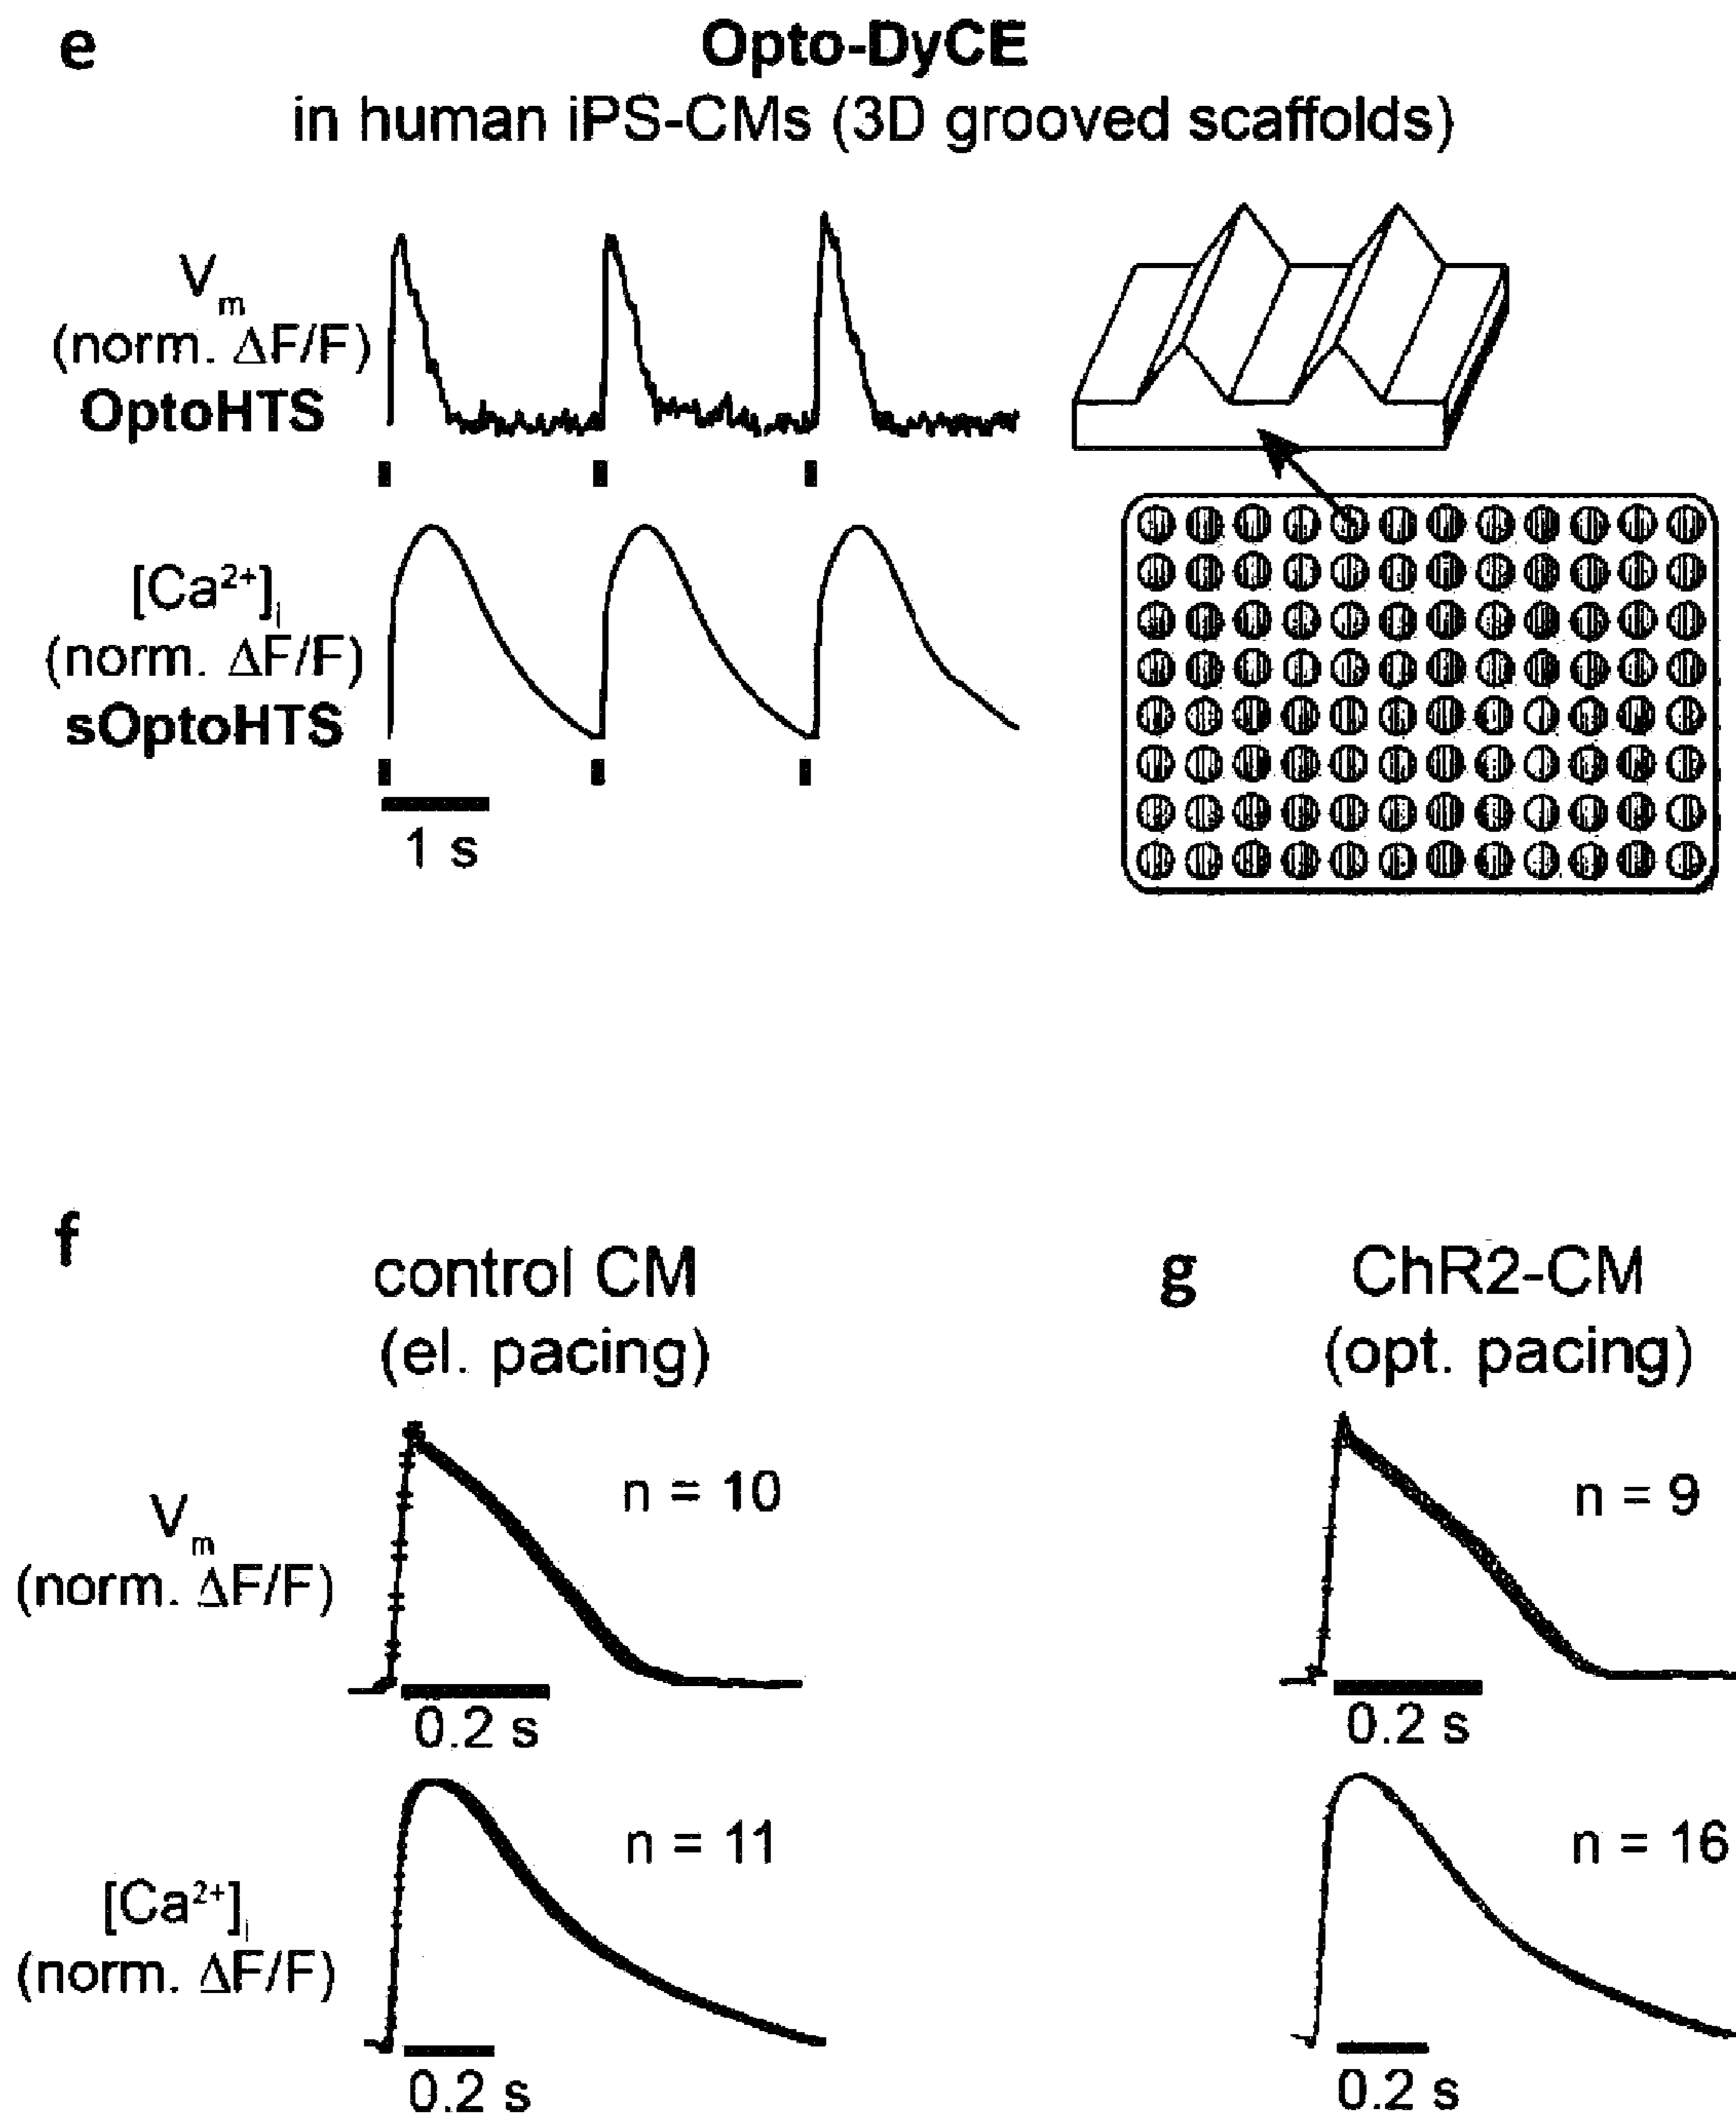 e
Opto-DyCE
in human iPS-CMs (3D grooved scaffolds)
Vm
(norm. ΔF/F)
OptoHTS
[Ca²⁺]i
(norm. ΔF/F)
sOptoHTS
1 s
f
control CM
(el. pacing)
g
ChR2-CM
(opt. pacing)
Vm
(norm. ΔF/F)
n = 10
n = 9
0.2 s
0.2 s
[Ca²⁺]i
(norm. ΔF/F)
n = 11
n = 16
0.2 s
0.2 s